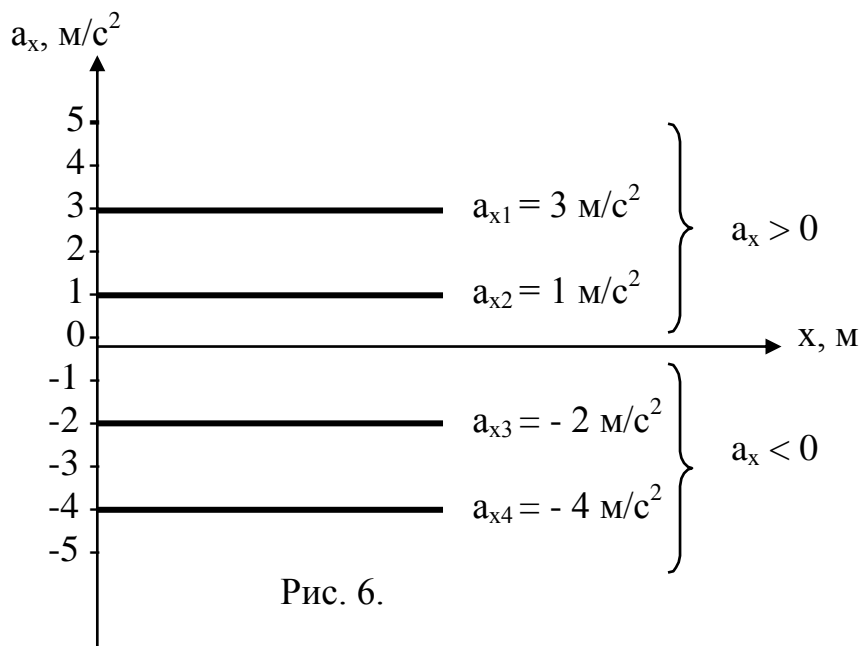 aₓ, м/с²
5
4
3
aₓ₁ = 3 м/с²
aₓ > 0
2
1
aₓ₂ = 1 м/с²
0
х, м
-1
-2
aₓ₃ = - 2 м/с²
aₓ < 0
-3
-4
aₓ₄ = - 4 м/с²
-5
Рис. 6.